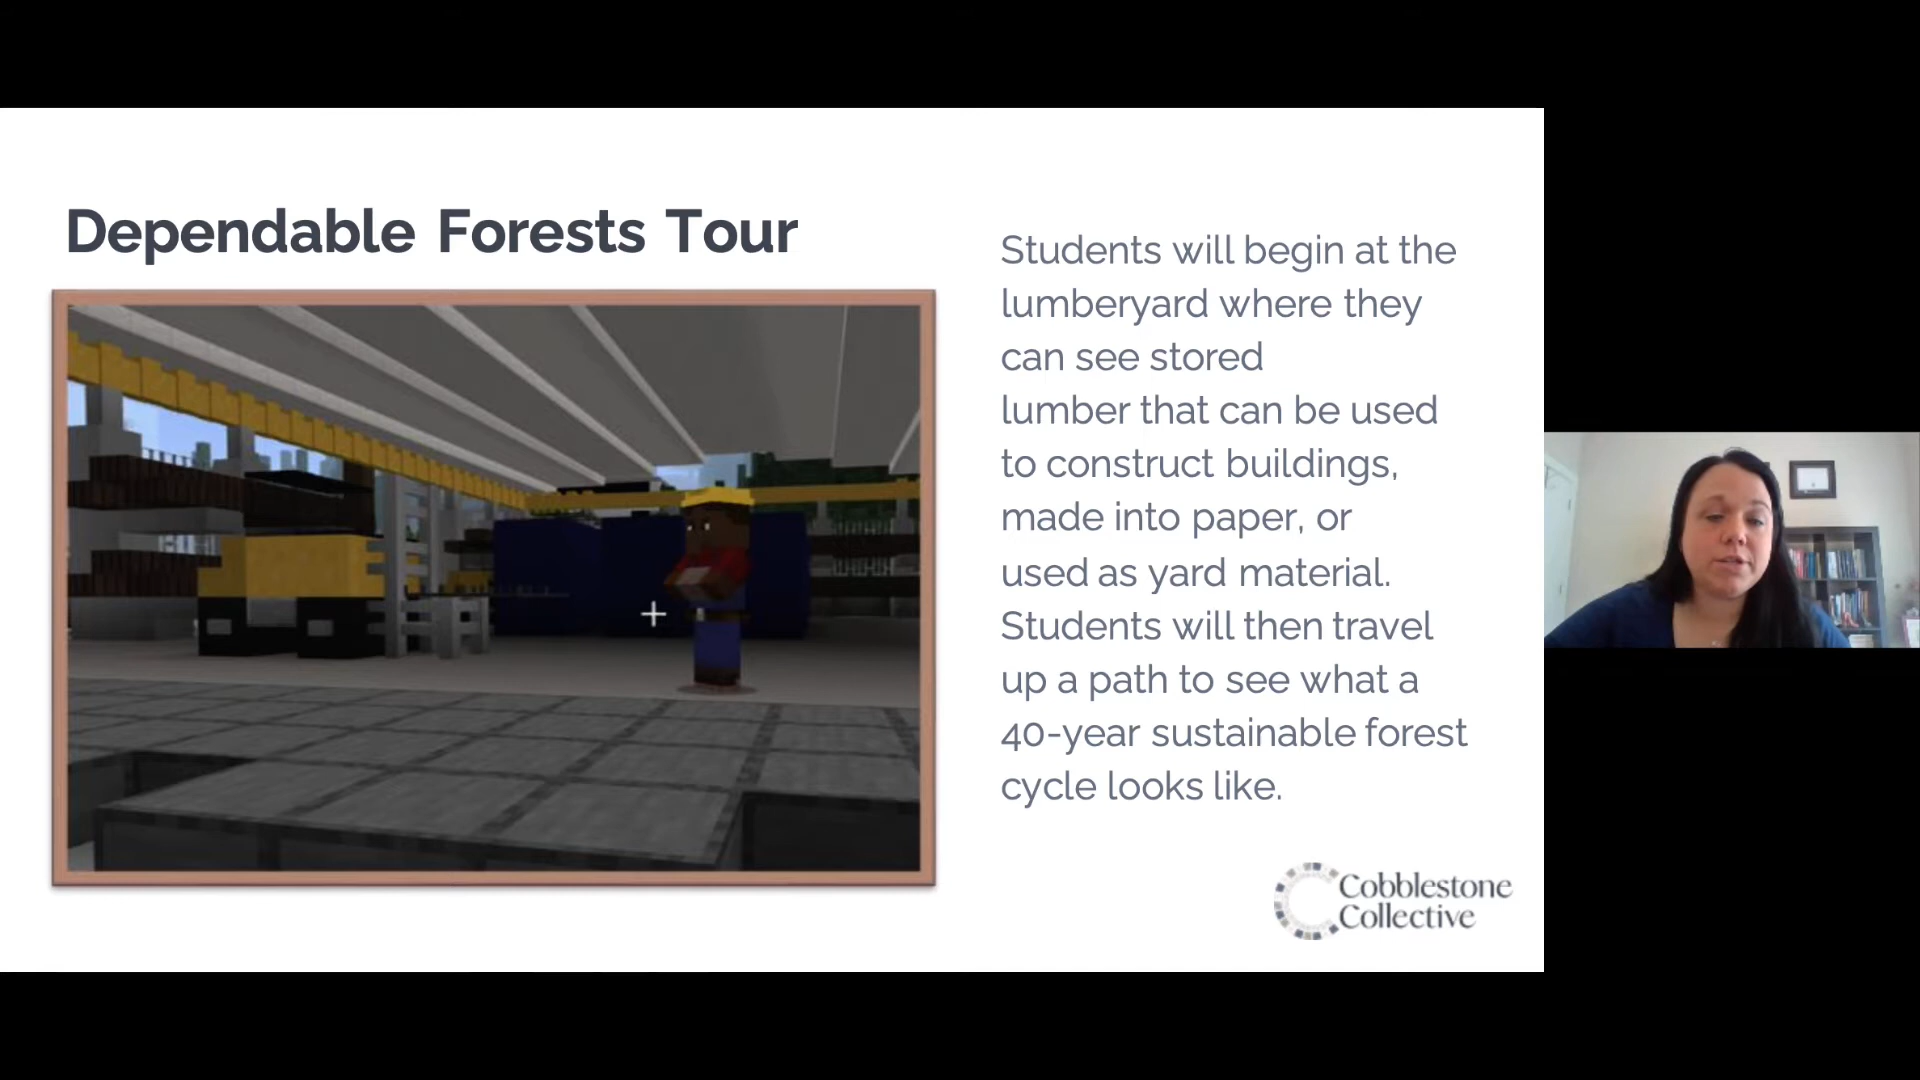 Dependable Forests Tour
Students will begin at the
lumberyard where they
can see stored
lumber that can be used
to construct buildings,
made into paper, or
used as yard material.
Students will then travel
up a path to see what a
40-year sustainable forest
cycle looks like.
Cobblestone
Collective